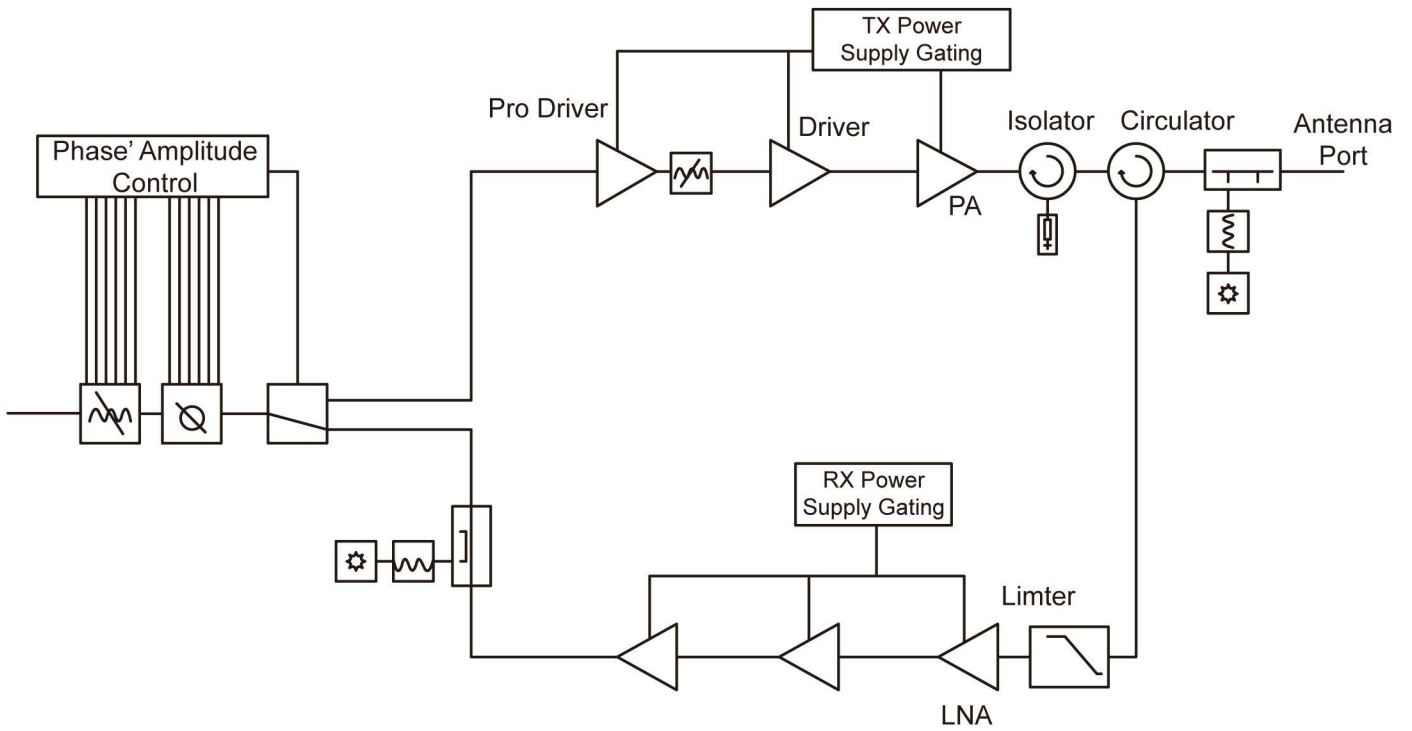 TX Power
Supply Gating
Pro Driver
Driver
Isolator
Circulator
Antenna
Port
Phase’ Amplitude
Control
PA
RX Power
Supply Gating
Limter
LNA